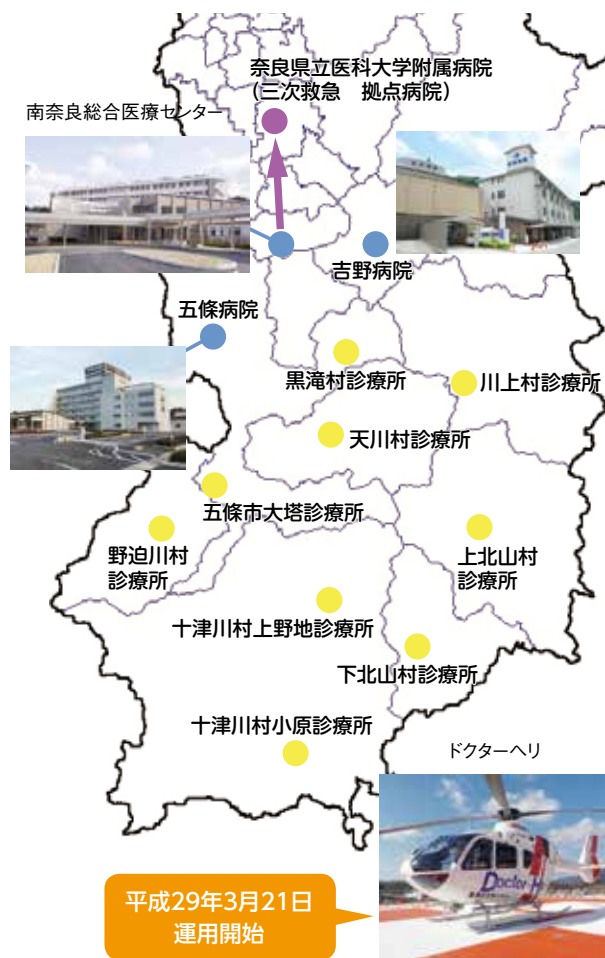 奈良県立医科大学附属病院
(三次救急　拠点病院)
南奈良総合医療センター
吉野病院
五條病院
黒滝村診療所
川上村診療所
天川村診療所
五條市大塔診療所
野迫川村
診療所
上北山村
診療所
十津川村上野地診療所
下北山村診療所
十津川村小原診療所
ドクターヘリ
Doctor-
平成29年3月21日
運用開始